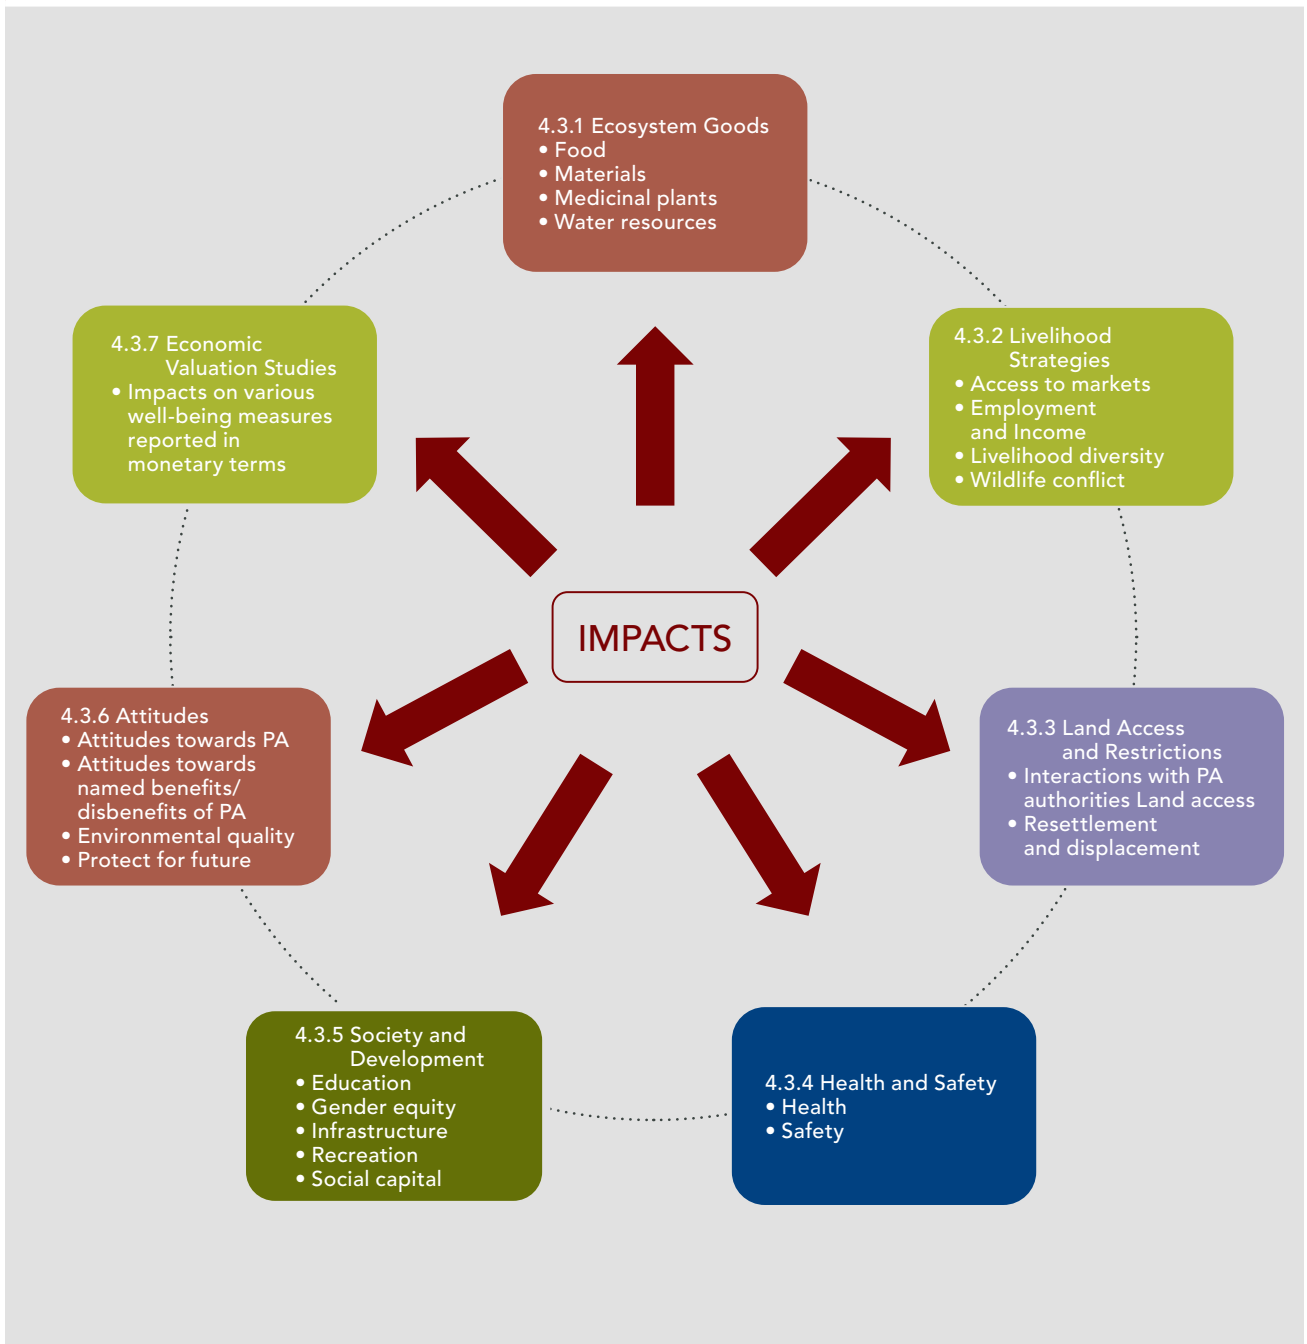 4.3.1 Ecosystem Goods
• Food
• Materials
• Medicinal plants
• Water resources
4.3.2 Livelihood
Strategies
• Access to markets
• Employment
and Income
• Livelihood diversity
• Wildlife conflict
4.3.3 Land Access
and Restrictions
• Interactions with PA
authorities Land access
• Resettlement
and displacement
4.3.4 Health and Safety
• Health
• Safety
4.3.5 Society and
Development
• Education
• Gender equity
• Infrastructure
• Recreation
• Social capital
4.3.6 Attitudes
• Attitudes towards PA
• Attitudes towards
named benefits/
disbenefits of PA
• Environmental quality
• Protect for future
4.3.7 Economic
Valuation Studies
• Impacts on various
well-being measures
reported in
monetary terms
IMPACTS